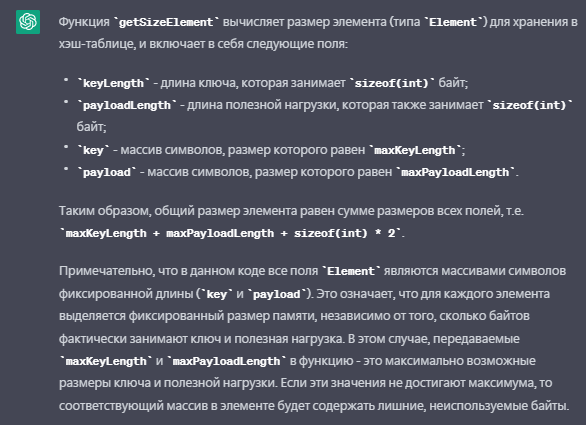 Функция `getSizeElement` вычисляет размер элемента (типа `Element`) для хранения в
хэш-таблице, и включает в себя следующие поля:
• `keyLength` - длина ключа, которая занимает `sizeof(int)` байт;
• `payloadLength` - длина полезной нагрузки, которая также занимает `sizeof(int)`
байт;
• `key` - массив символов, размер которого равен `maxKeyLength`;
• `payload` - массив символов, размер которого равен `maxPayloadLength`.
Таким образом, общий размер элемента равен сумме размеров всех полей, т.е.
`maxKeyLength + maxPayloadLength + sizeof(int) * 2`.
Примечательно, что в данном коде все поля `Element` являются массивами символов
фиксированной длины (`key` и `payload`). Это означает, что для каждого элемента
выделяется фиксированный размер памяти, независимо от того, сколько байтов
фактически занимают ключ и полезная нагрузка. В этом случае, передаваемые
`maxKeyLength` и `maxPayloadLength` в функцию - это максимально возможные
размеры ключа и полезной нагрузки. Если эти значения не достигают максимума, то
соответствующий массив в элементе будет содержать лишние, неиспользуемые байты.